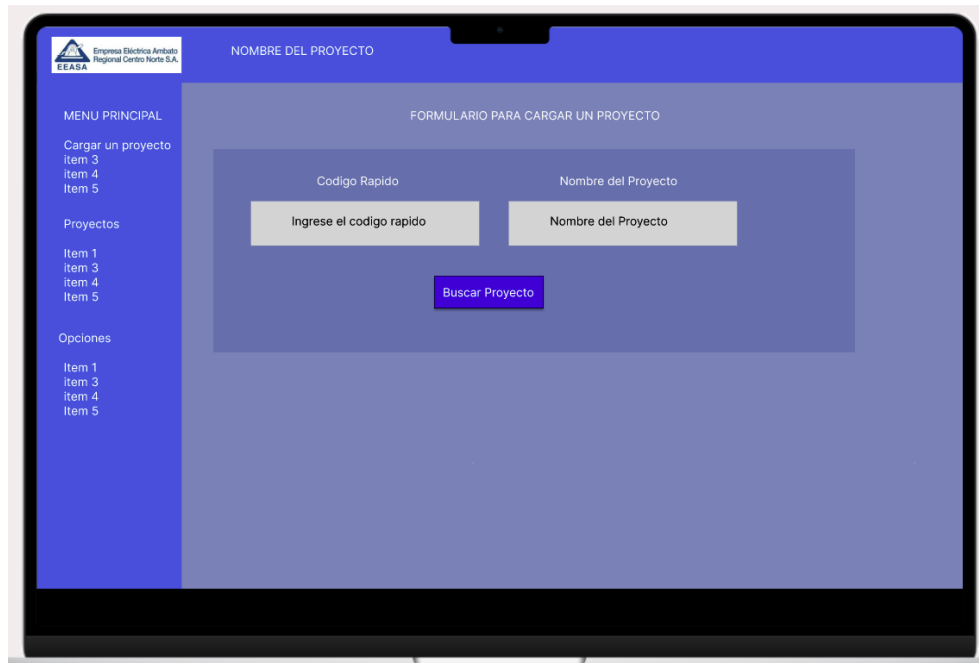 Empresa Eléctrica Ambato
Regional Centro Norte S.A.
EEASA
NOMBRE DEL PROYECTO
MENU PRINCIPAL
Cargar un proyecto
item 3
item 4
Item 5
Proyectos
Item 1
item 3
item 4
Item 5
Opciones
Item 1
item 3
item 4
Item 5
FORMULARIO PARA CARGAR UN PROYECTO
Codigo Rapido
Nombre del Proyecto
Ingrese el codigo rapido
Nombre del Proyecto
Buscar Proyecto